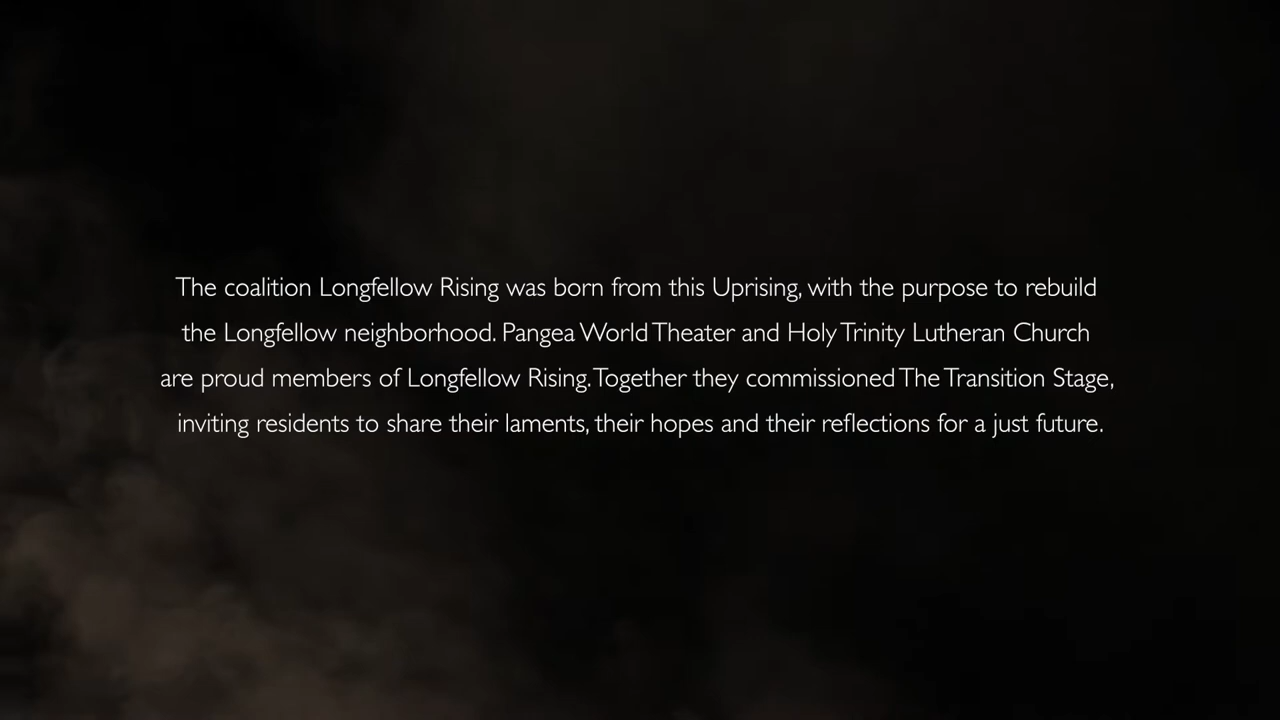 The coalition Longfellow Rising was born from this Uprising, with the purpose to rebuild
the Longfellow neighborhood. Pangea World Theater and Holy Trinity Lutheran Church
are proud members of Longfellow Rising. Together they commissioned The Transition Stage,
inviting residents to share their laments, their hopes and their reflections for a just future.